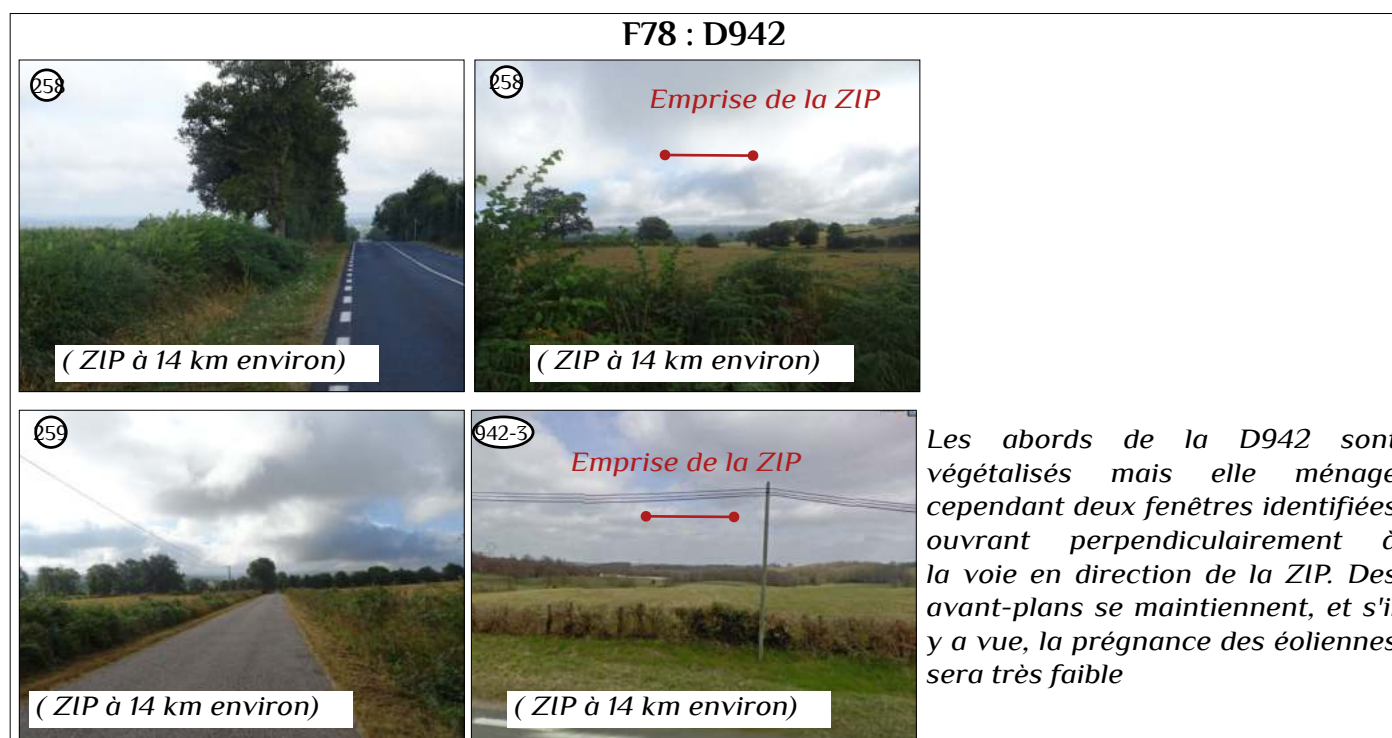 F78 : D942
258
258
Emprise de la ZIP
( ZIP à 14 km environ)
( ZIP à 14 km environ)
259
942-3
Emprise de la ZIP
( ZIP à 14 km environ)
( ZIP à 14 km environ)
Les abords de la D942 sont
végétalisés mais elle ménage
cependant deux fenêtres identifiées
ouvrant perpendiculairement à
la voie en direction de la ZIP. Des
avant-plans se maintiennent, et s'il
y a vue, la prégnance des éoliennes
sera très faible